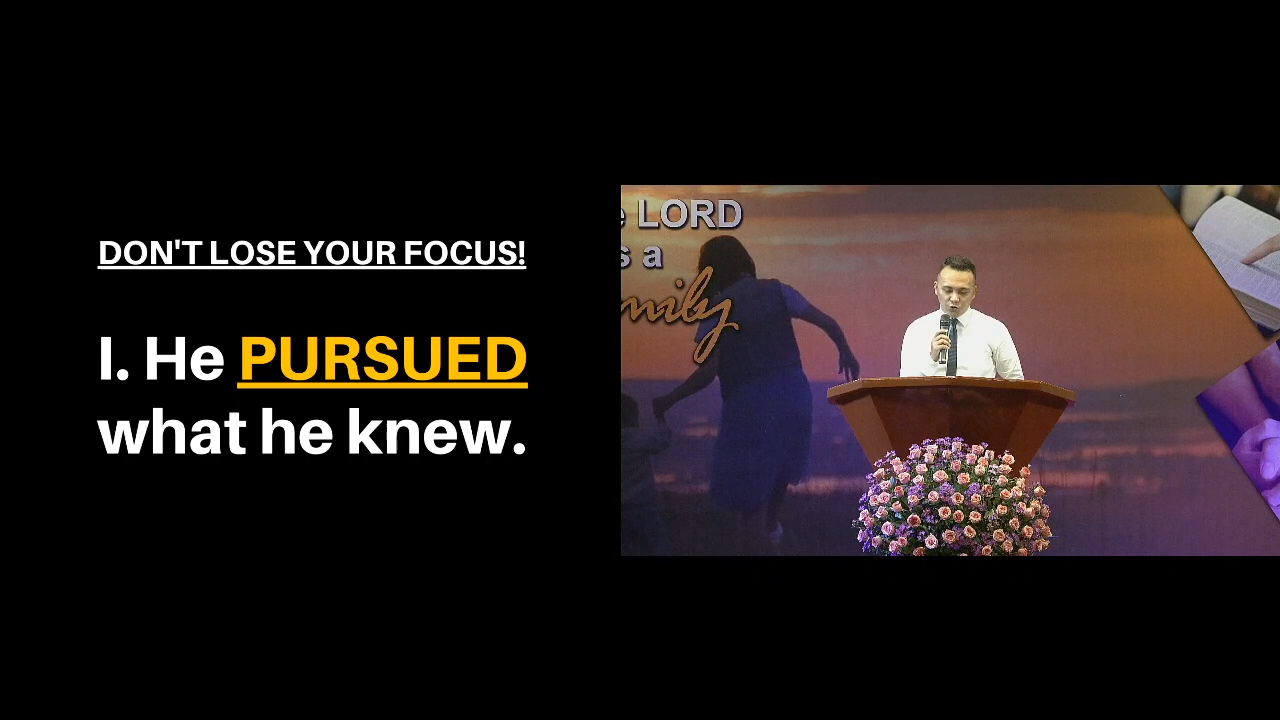 DON'T LOSE YOUR FOCUS!
I. He PURSUED
what he knew.
LORD
a